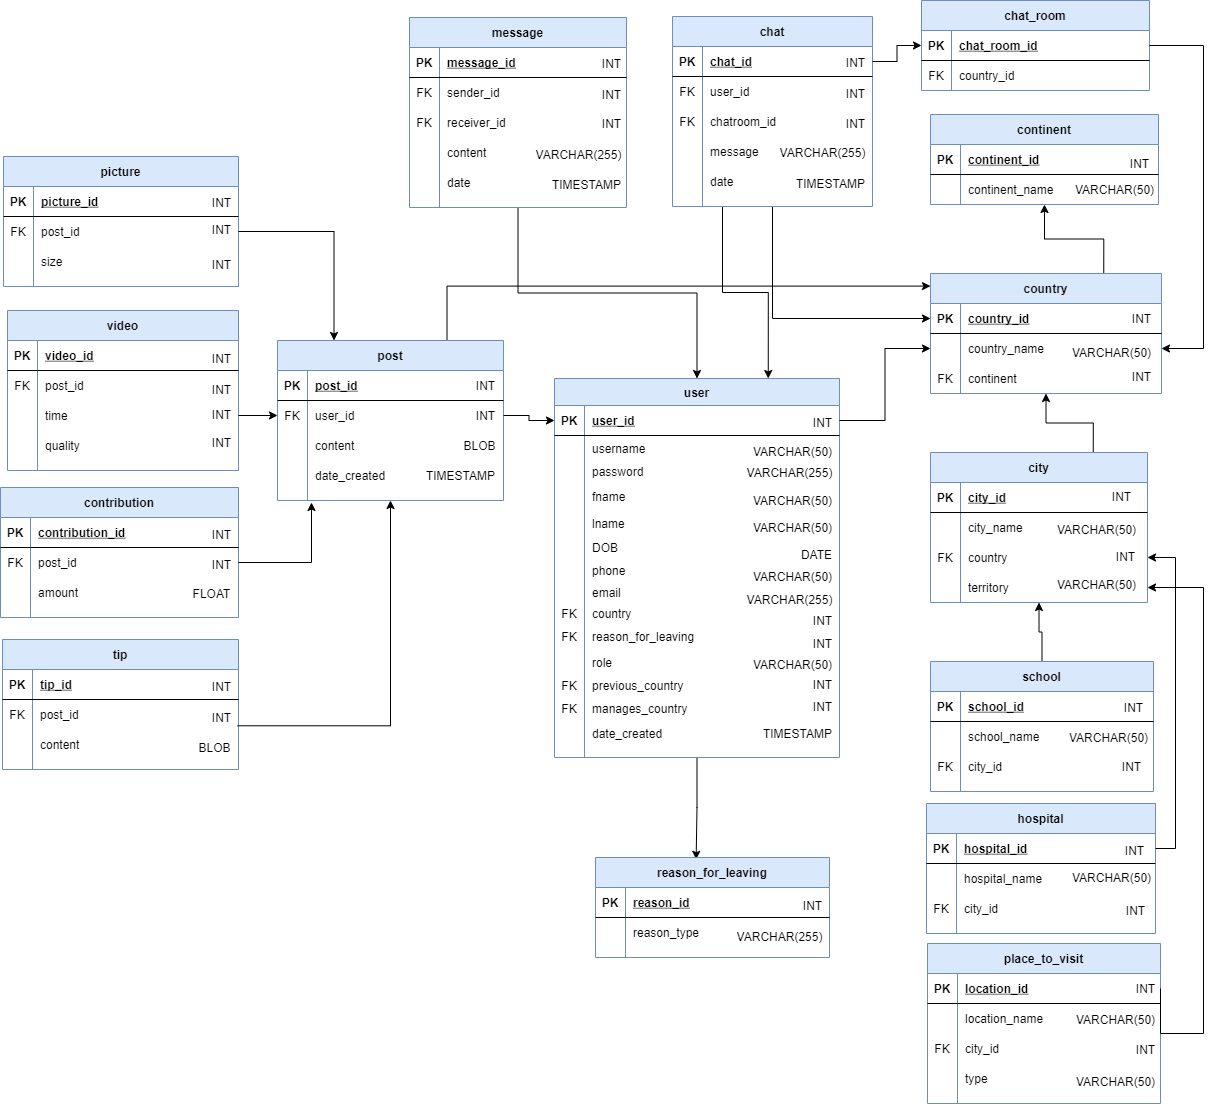 message
PK message_id INT
FK sender_id INT
FK receiver_id INT
content VARCHAR(255)
date TIMESTAMP
chat
PK chat_id INT
FK user_id INT
FK chatroom_id INT
message VARCHAR(255)
date TIMESTAMP
chat_room
PK chat_room_id
FK country_id
continent
PK continent_id INT
continent_name VARCHAR(50)
picture
PK picture_id INT
FK post_id INT
size INT
video
PK video_id INT
FK post_id INT
time INT
quality INT
contribution
PK contribution_id INT
FK post_id INT
amount FLOAT
tip
PK tip_id INT
FK post_id INT
content BLOB
post
PK post_id INT
FK user_id INT
content BLOB
date_created TIMESTAMP
user
PK user_id INT
username VARCHAR(50)
password VARCHAR(255)
fname VARCHAR(50)
lname VARCHAR(50)
DOB DATE
phone VARCHAR(50)
email VARCHAR(255)
FK country INT
FK reason_for_leaving INT
role VARCHAR(50)
FK previous_country INT
FK manages_country INT
date_created TIMESTAMP
reason_for_leaving
PK reason_id INT
reason_type VARCHAR(255)
country
PK country_id INT
country_name VARCHAR(50)
FK continent INT
city
PK city_id INT
city_name VARCHAR(50)
FK country INT
territory VARCHAR(50)
school
PK school_id INT
school_name VARCHAR(50)
FK city_id INT
hospital
PK hospital_id INT
hospital_name VARCHAR(50)
FK city_id INT
place_to_visit
PK location_id INT
location_name VARCHAR(50)
FK city_id INT
type VARCHAR(50)